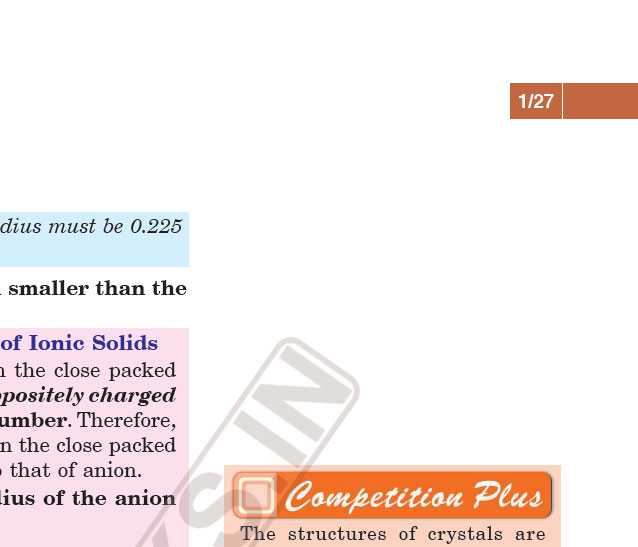 1/27
dius must be 0.225
smaller than the
of Ionic Solids
the close packed
positely charged
umber. Therefore,
n the close packed
that of anion.
dius of the anion
Competition Plus
The structures of crystals are
S IN